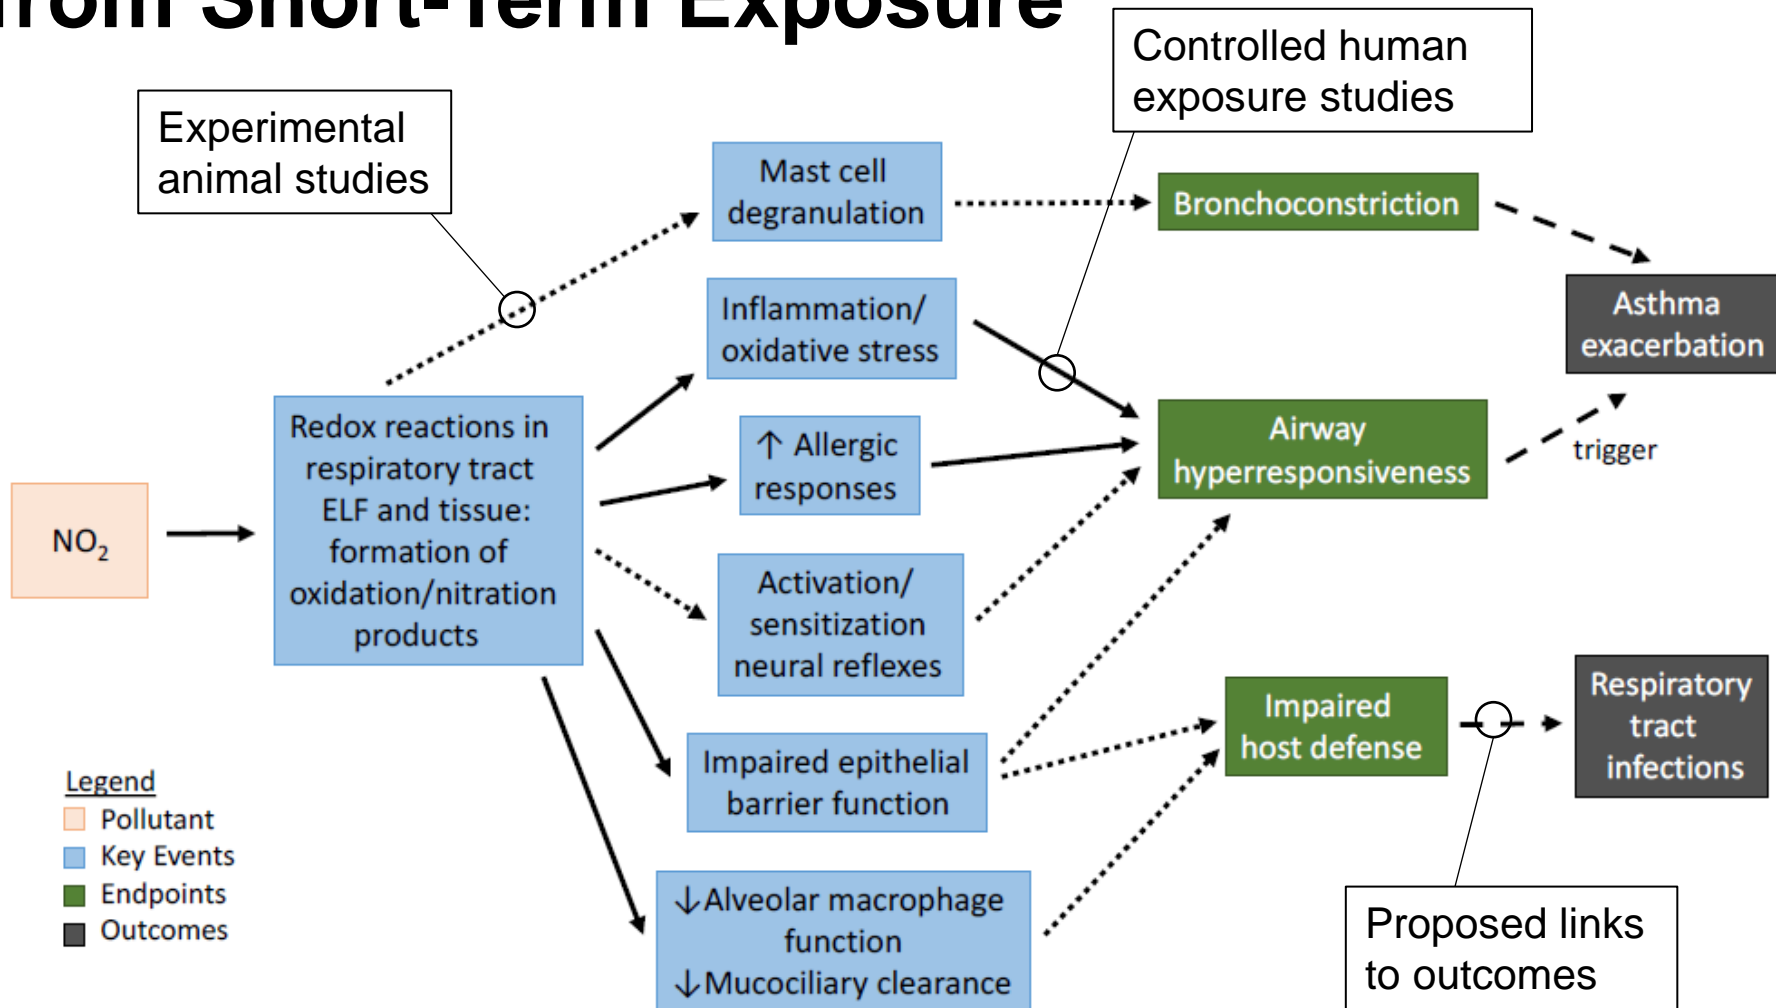 from Short-Term Exposure
Controlled human
exposure studies
Experimental
animal studies
Mast cell
degranulation
Bronchoconstriction
Inflammation/
oxidative stress
Asthma
exacerbation
Redox reactions in
respiratory tract
ELF and tissue:
formation of
oxidation/nitration
products
↑ Allergic
responses
Airway
hyperresponsiveness
trigger
NO₂
Activation/
sensitization
neural reflexes
Impaired
host defense
Respiratory
tract
infections
Impaired epithelial
barrier function
Legend
Pollutant
Key Events
Endpoints
Outcomes
↓Alveolar macrophage
function
↓Mucociliary clearance
Proposed links
to outcomes